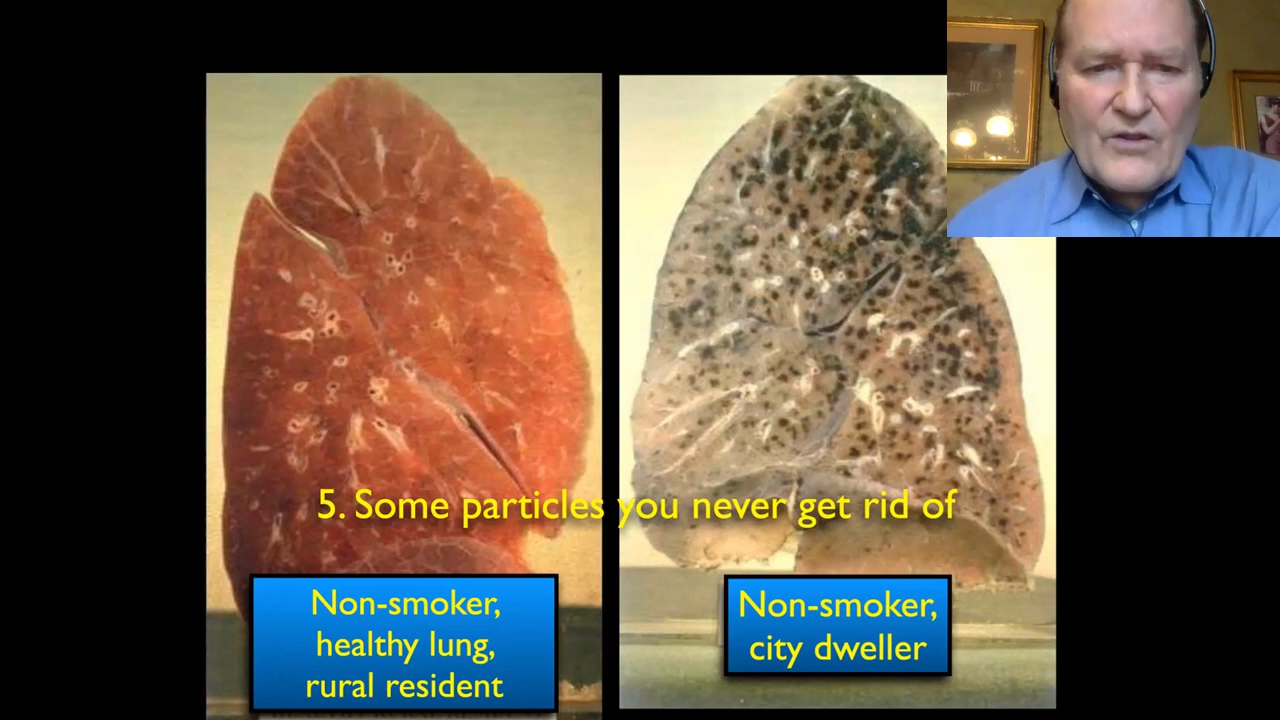 5. Some particles you never get rid of
Non-smoker,
healthy lung,
rural resident
Non-smoker,
city dweller